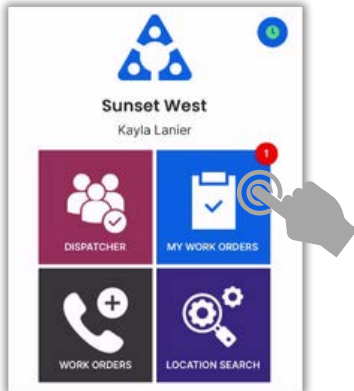 Sunset West
Kayla Lanier
1
DISPATCHER
MY WORK ORDERS
WORK ORDERS
LOCATION SEARCH